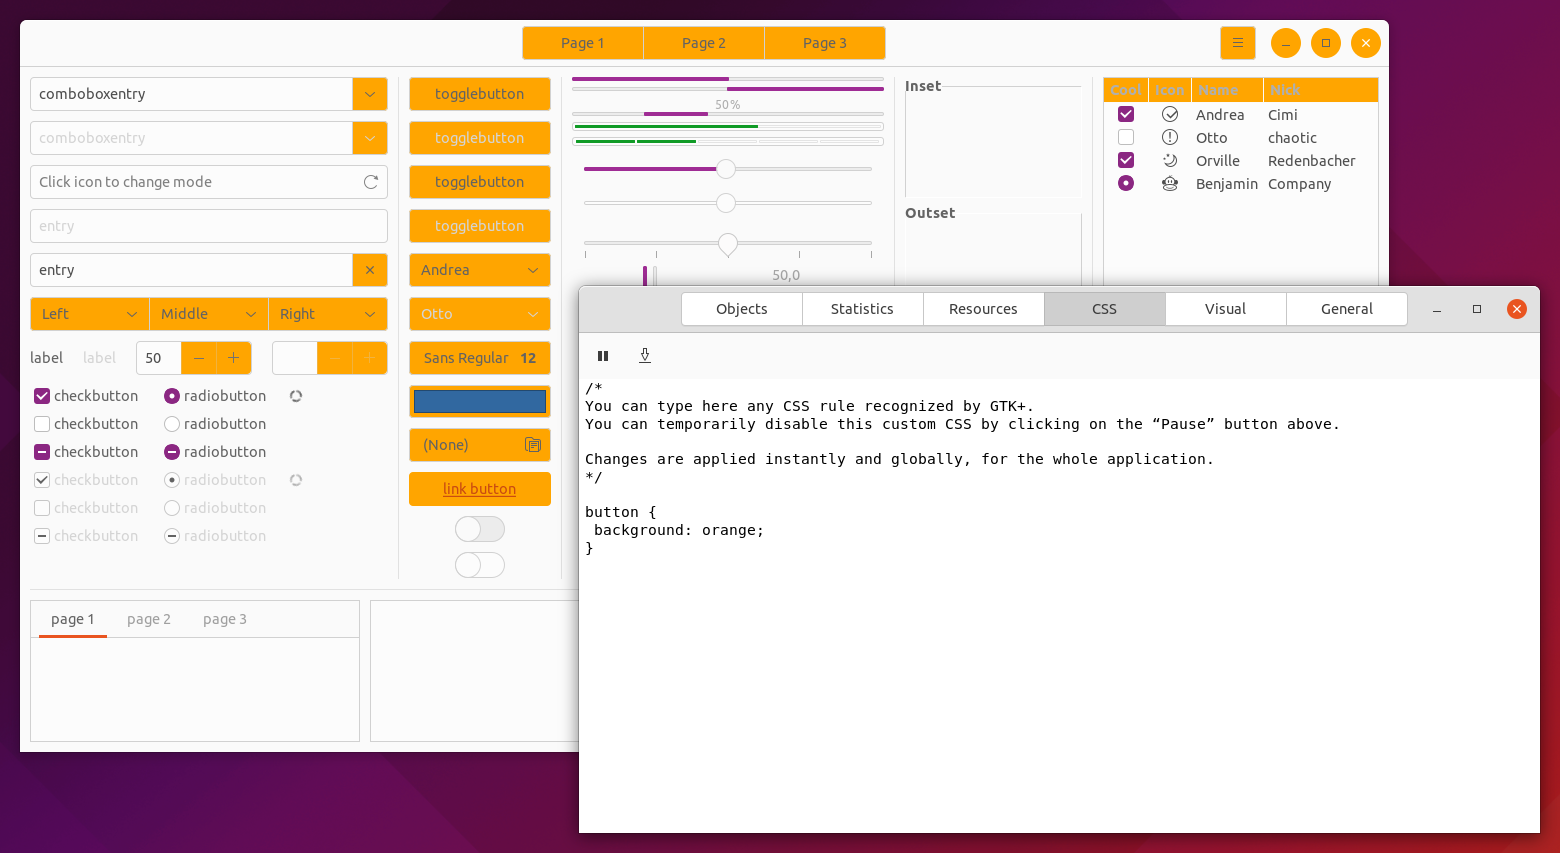 Page 1 Page 2 Page 3
comboboxentry
comboboxentry
Click icon to change mode
entry
entry
Left Middle Right
label label 50
checkbutton radiobutton
checkbutton radiobutton
checkbutton radiobutton
checkbutton radiobutton
checkbutton radiobutton
checkbutton radiobutton
togglebutton
togglebutton
togglebutton
togglebutton
Andrea
Otto
Sans Regular 12
(None)
link button
50%
50,0
Inset
Outset
Cool Icon Name Nick
Andrea Cimi
Otto chaotic
Orville Redenbacher
Benjamin Company
page 1 page 2 page 3
Objects Statistics Resources CSS Visual General
/*
You can type here any CSS rule recognized by GTK+.
You can temporarily disable this custom CSS by clicking on the “Pause” button above.
Changes are applied instantly and globally, for the whole application.
*/
button {
background: orange;
}